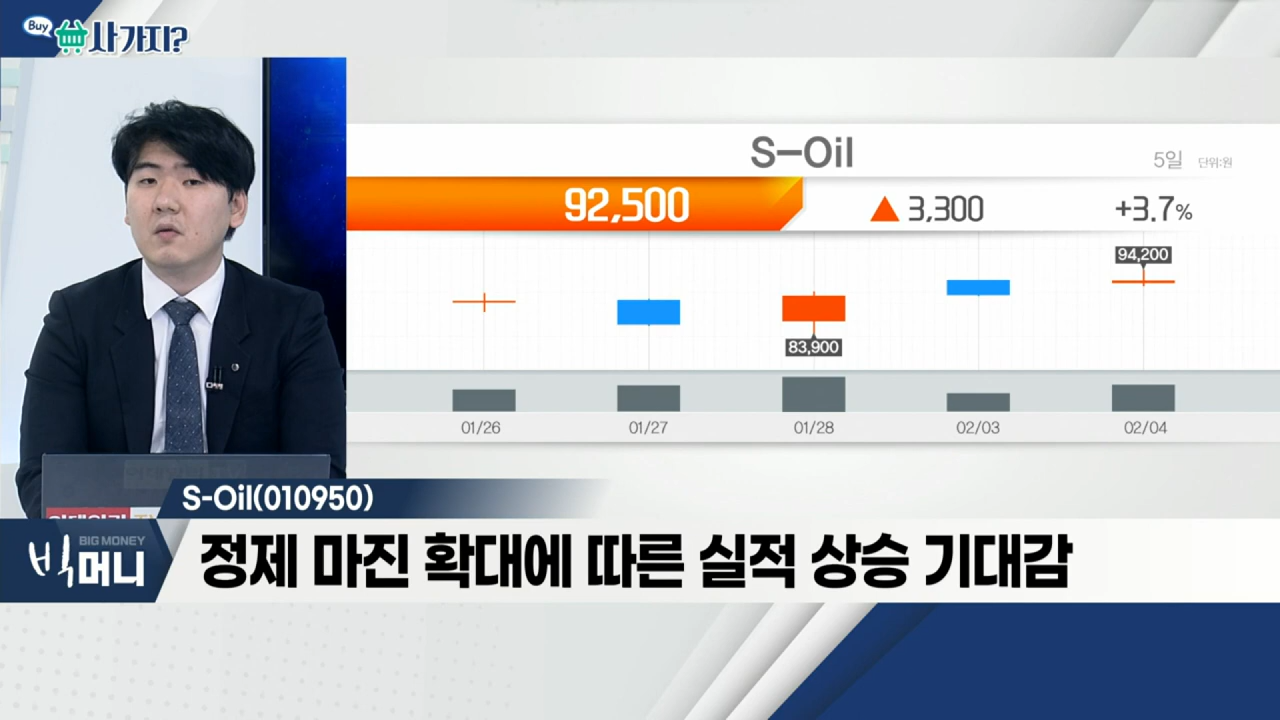 Buy
사가지?
S-Oil
5일 단위:원
92,500
▲ 3,300
+3.7%
94,200
83,900
01/26 01/27 01/28 02/03 02/04
S-Oil(010950)
BIG MONEY
빅머니
정제 마진 확대에 따른 실적 상승 기대감